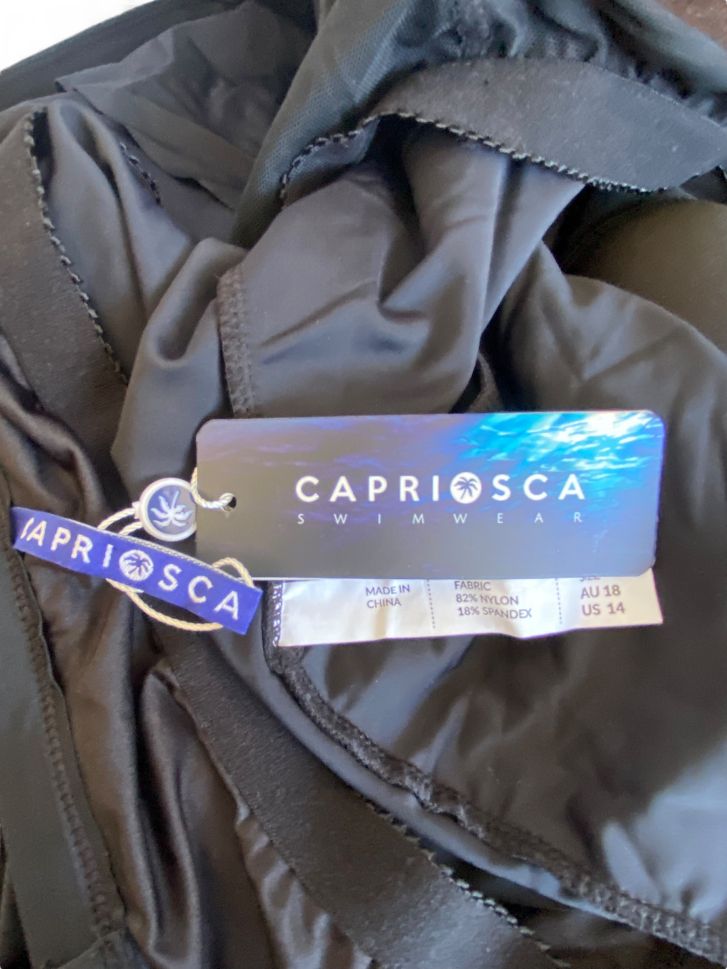 CAPRIOSCA
SWIMWEAR
CAPRIOSCA
MADE IN
CHINA
FABRIC
82% NYLON
18% SPANDEX
AU 18
US 14